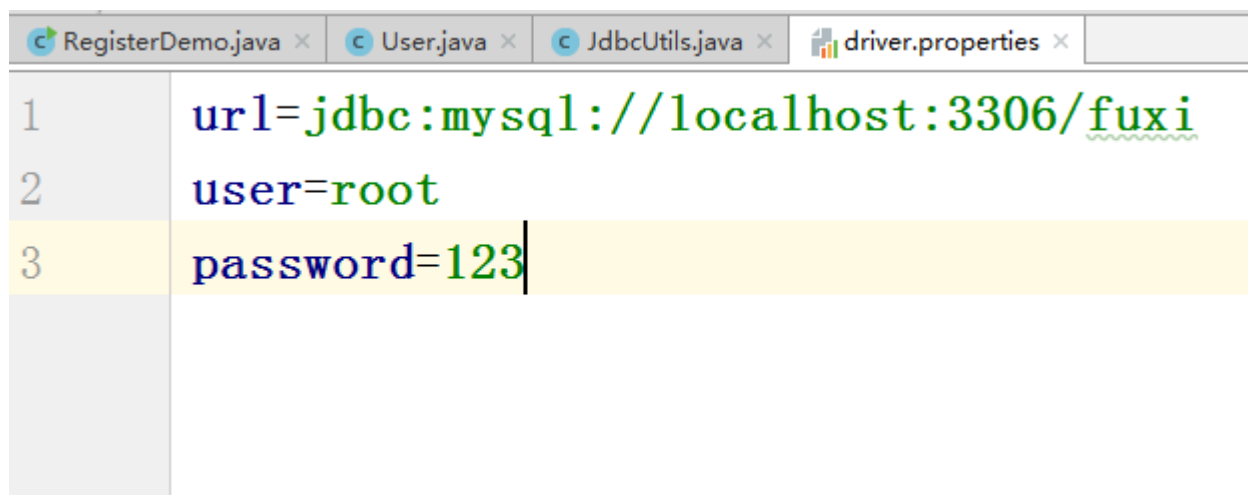 RegisterDemo.java × User.java × JdbcUtils.java × driver.properties ×
1 url=jdbc:mysql://localhost:3306/fuxi
2 user=root
3 password=123